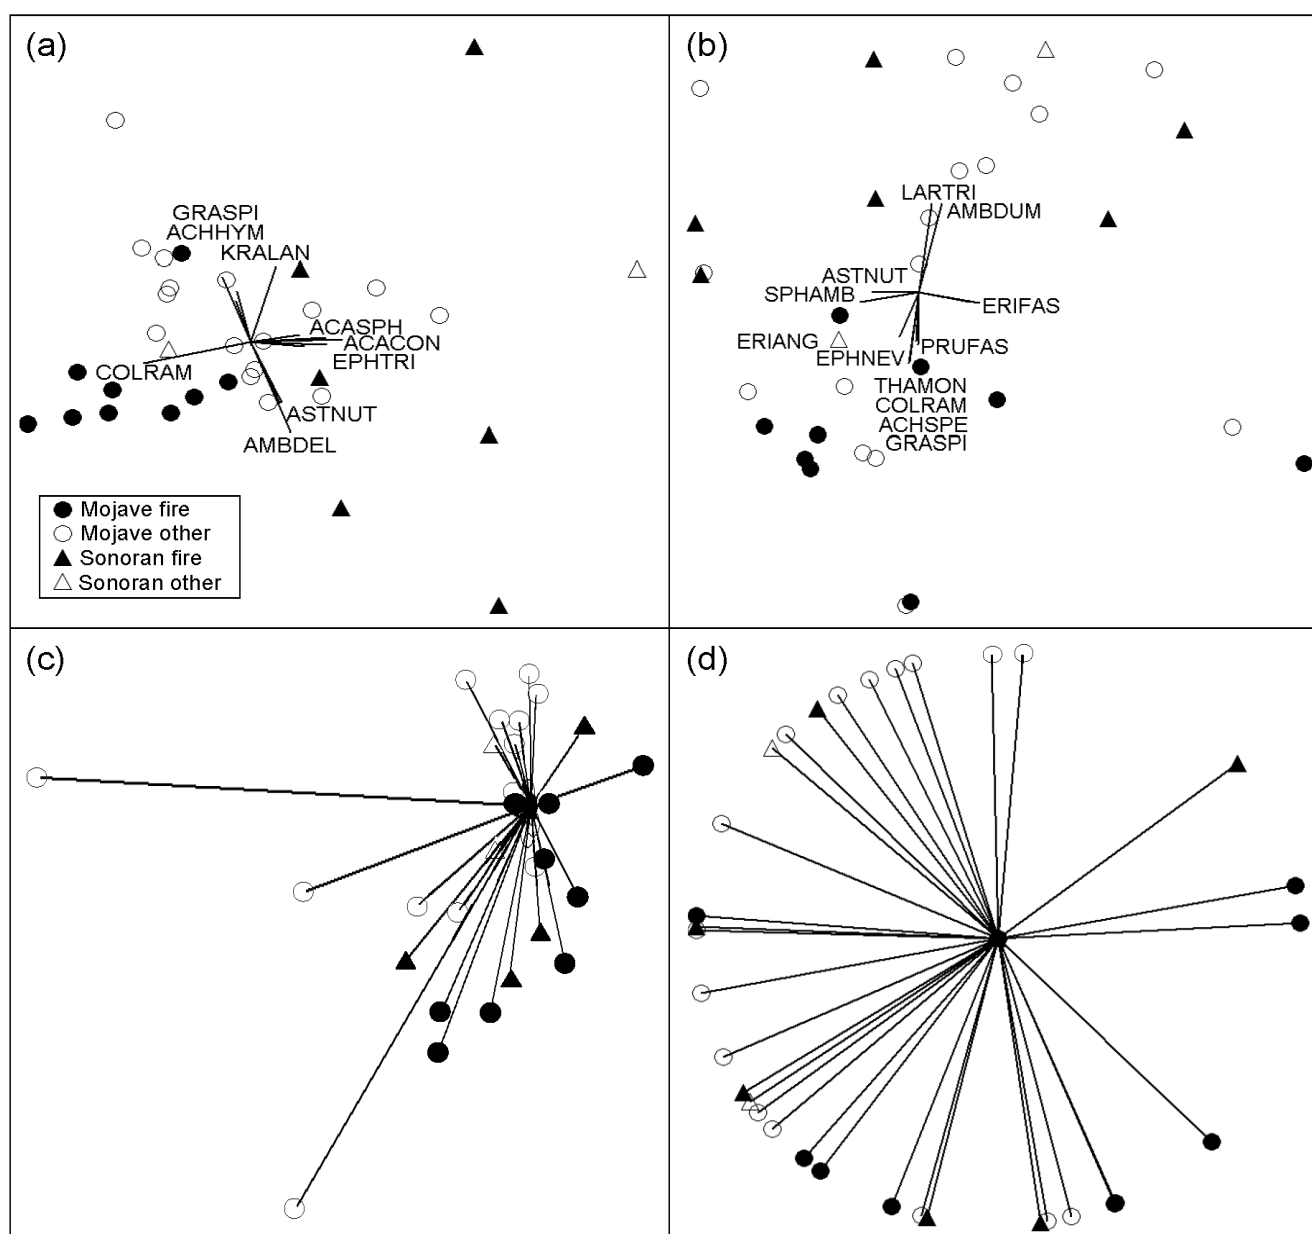 (a)
GRASPI
ACHHYM
KRALAN
ACASPH
ACACON
EPHTRI
COLRAM
ASTNUT
AMBDEL
Mojave fire
Mojave other
Sonoran fire
Sonoran other
(b)
LARTRI
AMBDUM
ASTNUT
SPHAMB
ERIFAS
ERIANG
PRUFAS
EPHNEV
THAMON
COLRAM
ACHSPE
GRASPI
(c)
(d)